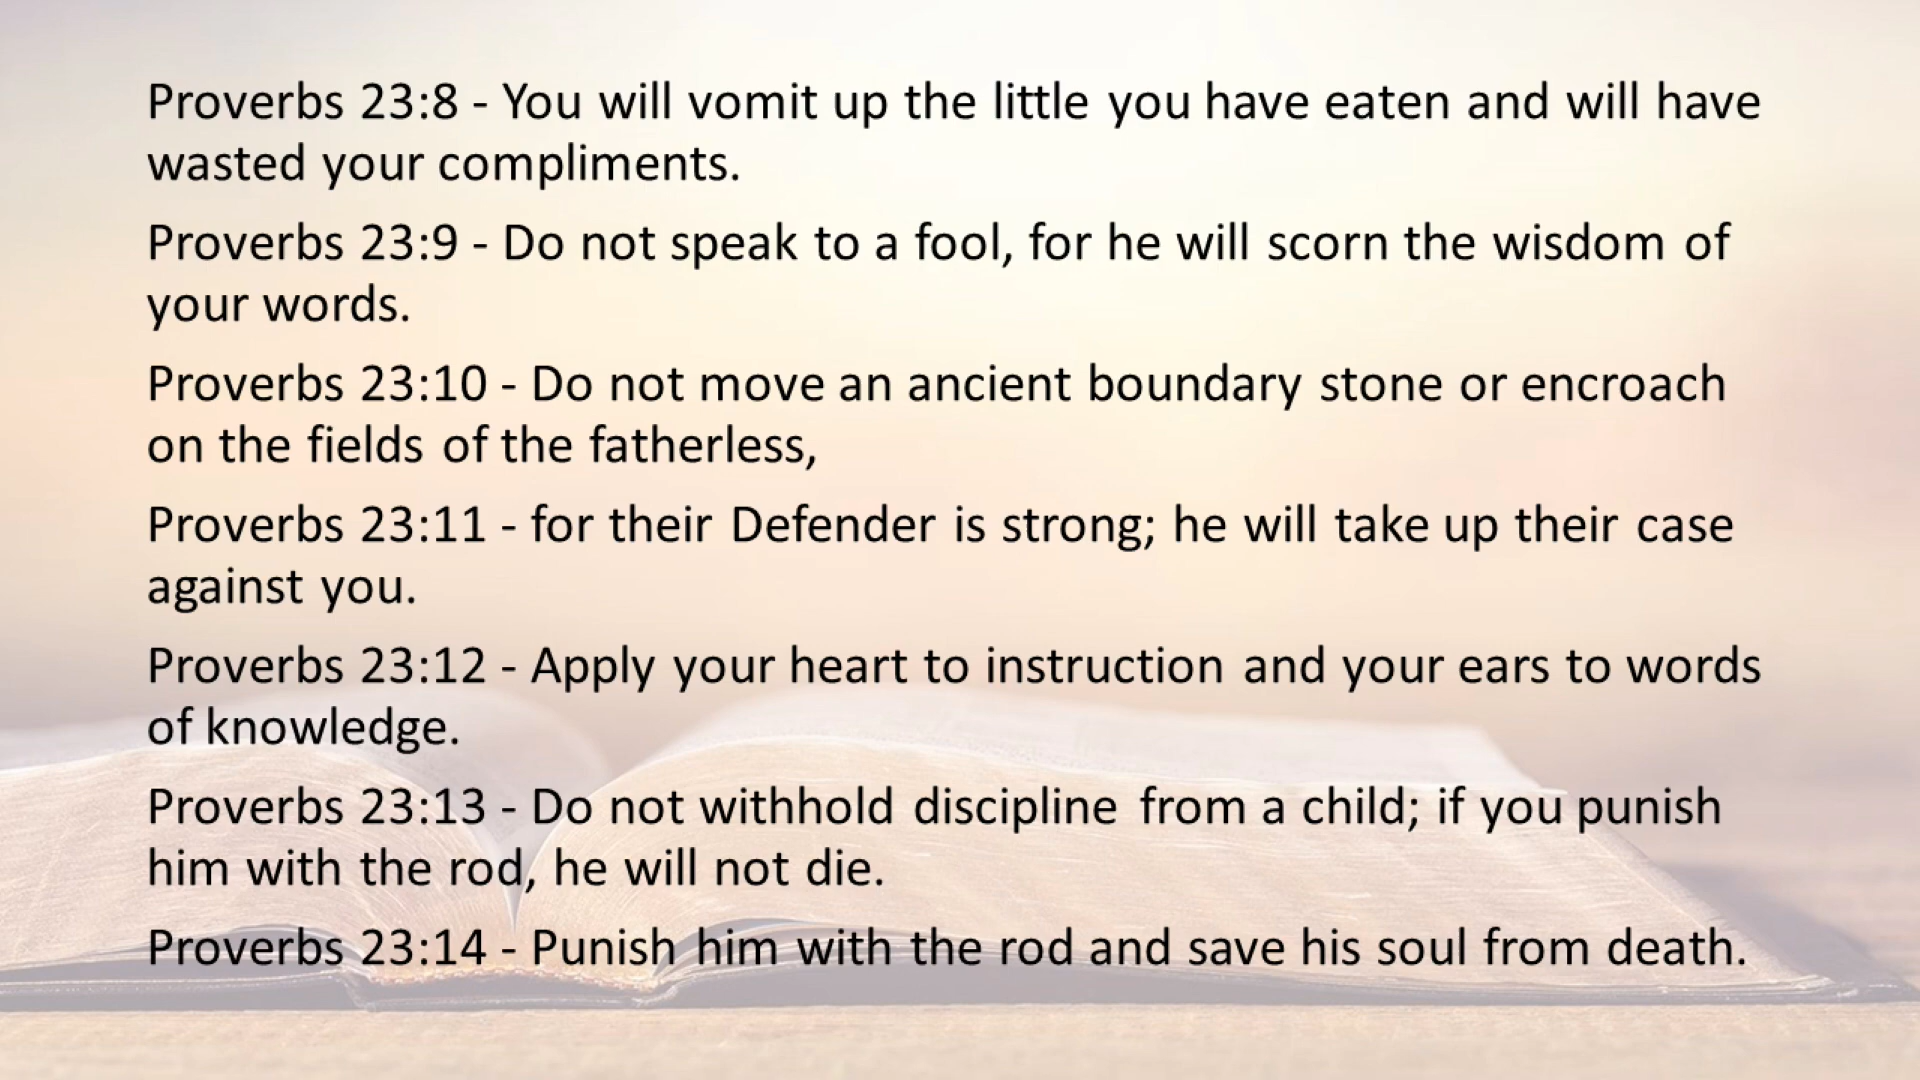 Proverbs 23:8 - You will vomit up the little you have eaten and will have
wasted your compliments.
Proverbs 23:9 - Do not speak to a fool, for he will scorn the wisdom of
your words.
Proverbs 23:10 - Do not move an ancient boundary stone or encroach
on the fields of the fatherless,
Proverbs 23:11 - for their Defender is strong; he will take up their case
against you.
Proverbs 23:12 - Apply your heart to instruction and your ears to words
of knowledge.
Proverbs 23:13 - Do not withhold discipline from a child; if you punish
him with the rod, he will not die.
Proverbs 23:14 - Punish him with the rod and save his soul from death.